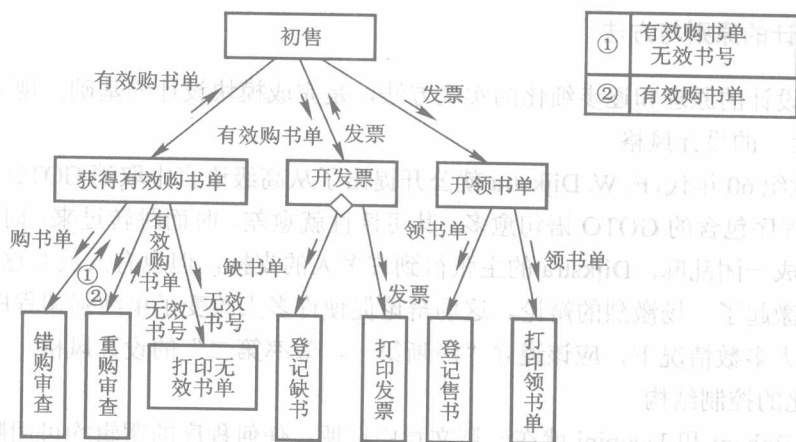 初售
① 有效购书单
无效书号
② 有效购书单
有效购书单
有效购书单
发票
发票
获得有效购书单
开发票
开领书单
购书单
①
②
有效购书单
无效书号
无效书号
缺书单
发票
领书单
领书单
错购审查
重购审查
打印无效书单
登记缺书
打印发票
登记售书
打印领书单